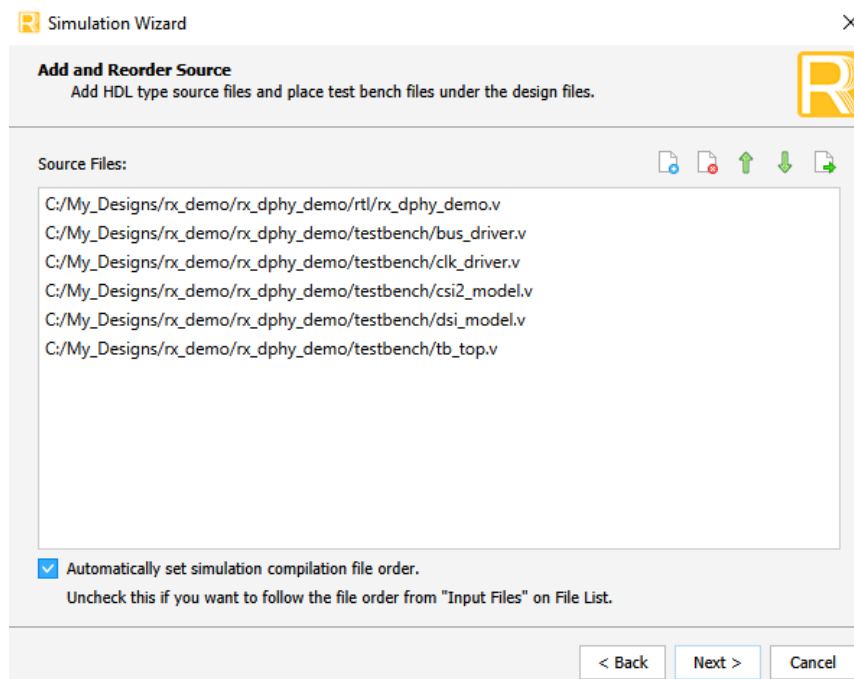 Simulation Wizard
Add and Reorder Source
Add HDL type source files and place test bench files under the design files.
Source Files:
C:/My_Designs/rx_demo/rx_dphy_demo/rtl/rx_dphy_demo.v
C:/My_Designs/rx_demo/rx_dphy_demo/testbench/bus_driver.v
C:/My_Designs/rx_demo/rx_dphy_demo/testbench/clk_driver.v
C:/My_Designs/rx_demo/rx_dphy_demo/testbench/csi2_model.v
C:/My_Designs/rx_demo/rx_dphy_demo/testbench/dsi_model.v
C:/My_Designs/rx_demo/rx_dphy_demo/testbench/tb_top.v
Automatically set simulation compilation file order.
Uncheck this if you want to follow the file order from "Input Files" on File List.
< Back Next > Cancel